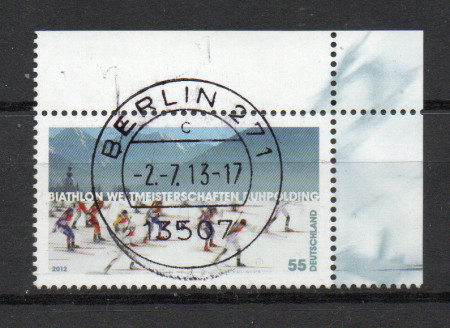 BERLIN 271
c
-2.-7.13-17
BIATHLON WELTMEISTERSCHAFTEN RUHPOLDING
13507
2012
55
DEUTSCHLAND